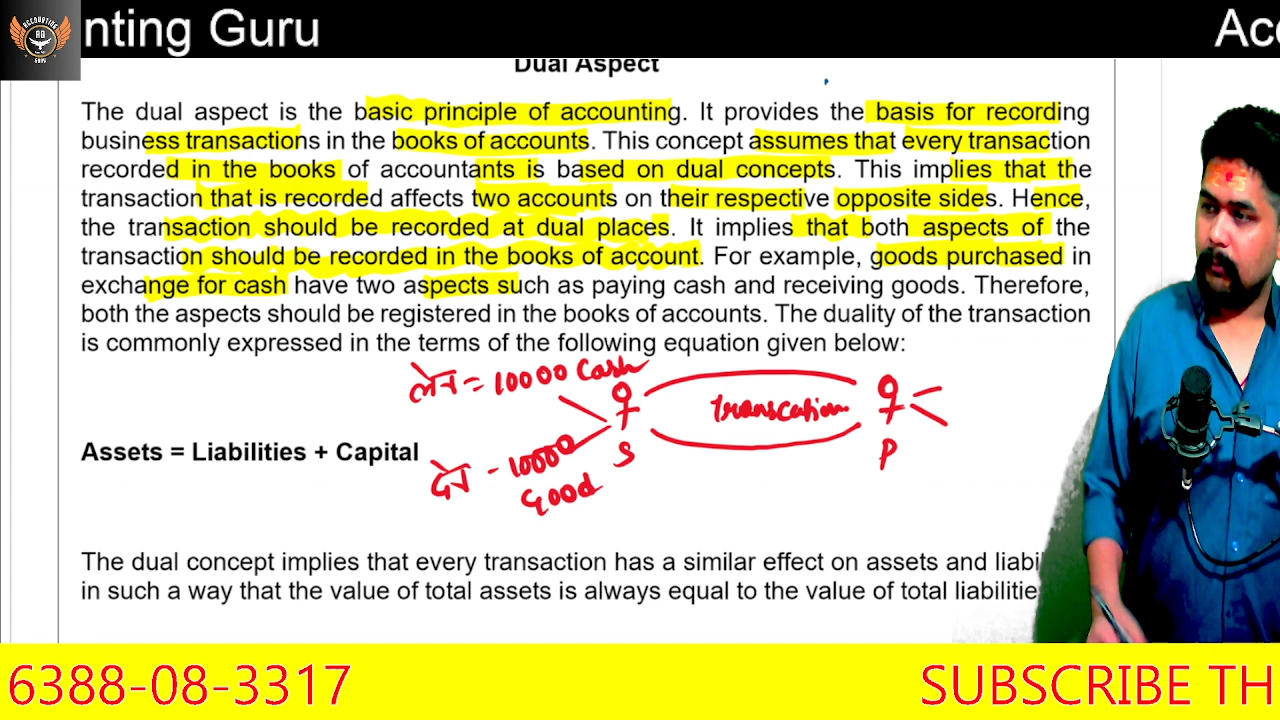 nting Guru
Acc
ACCOUNTING
AG
GURU
Dual Aspect
The dual aspect is the basic principle of accounting. It provides the basis for recording
business transactions in the books of accounts. This concept assumes that every transaction
recorded in the books of accountants is based on dual concepts. This implies that the
transaction that is recorded affects two accounts on their respective opposite sides. Hence,
the transaction should be recorded at dual places. It implies that both aspects of the
transaction should be recorded in the books of account. For example, goods purchased in
exchange for cash have two aspects such as paying cash and receiving goods. Therefore,
both the aspects should be registered in the books of accounts. The duality of the transaction
is commonly expressed in the terms of the following equation given below:
लेन = 10000 Cash
Transcation
Assets = Liabilities + Capital
देन - 10000
Good
S
P
The dual concept implies that every transaction has a similar effect on assets and liabil
in such a way that the value of total assets is always equal to the value of total liabilitie
6388-08-3317
SUBSCRIBE TH